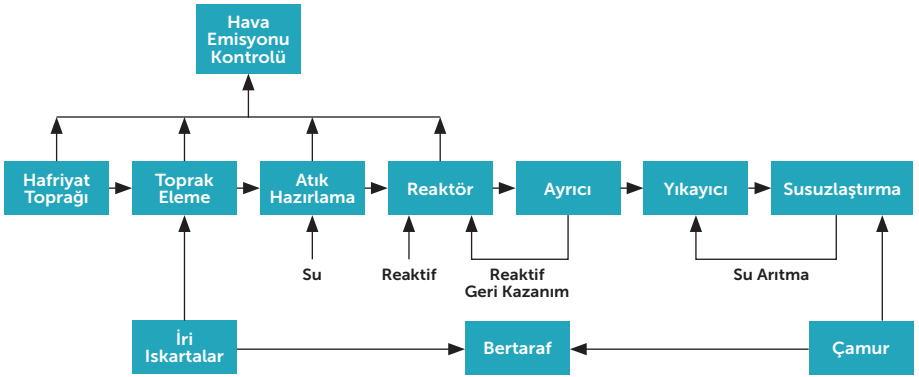 Hava
Emisyonu
Kontrolü
Hafriyat
Toprağı
Toprak
Eleme
Atık
Hazırlama
Reaktör
Ayrıcı
Yıkayıcı
Susuzlaştırma
Su
Reaktif
Reaktif
Geri Kazanım
Su Arıtma
İri
Iskartalar
Bertaraf
Çamur